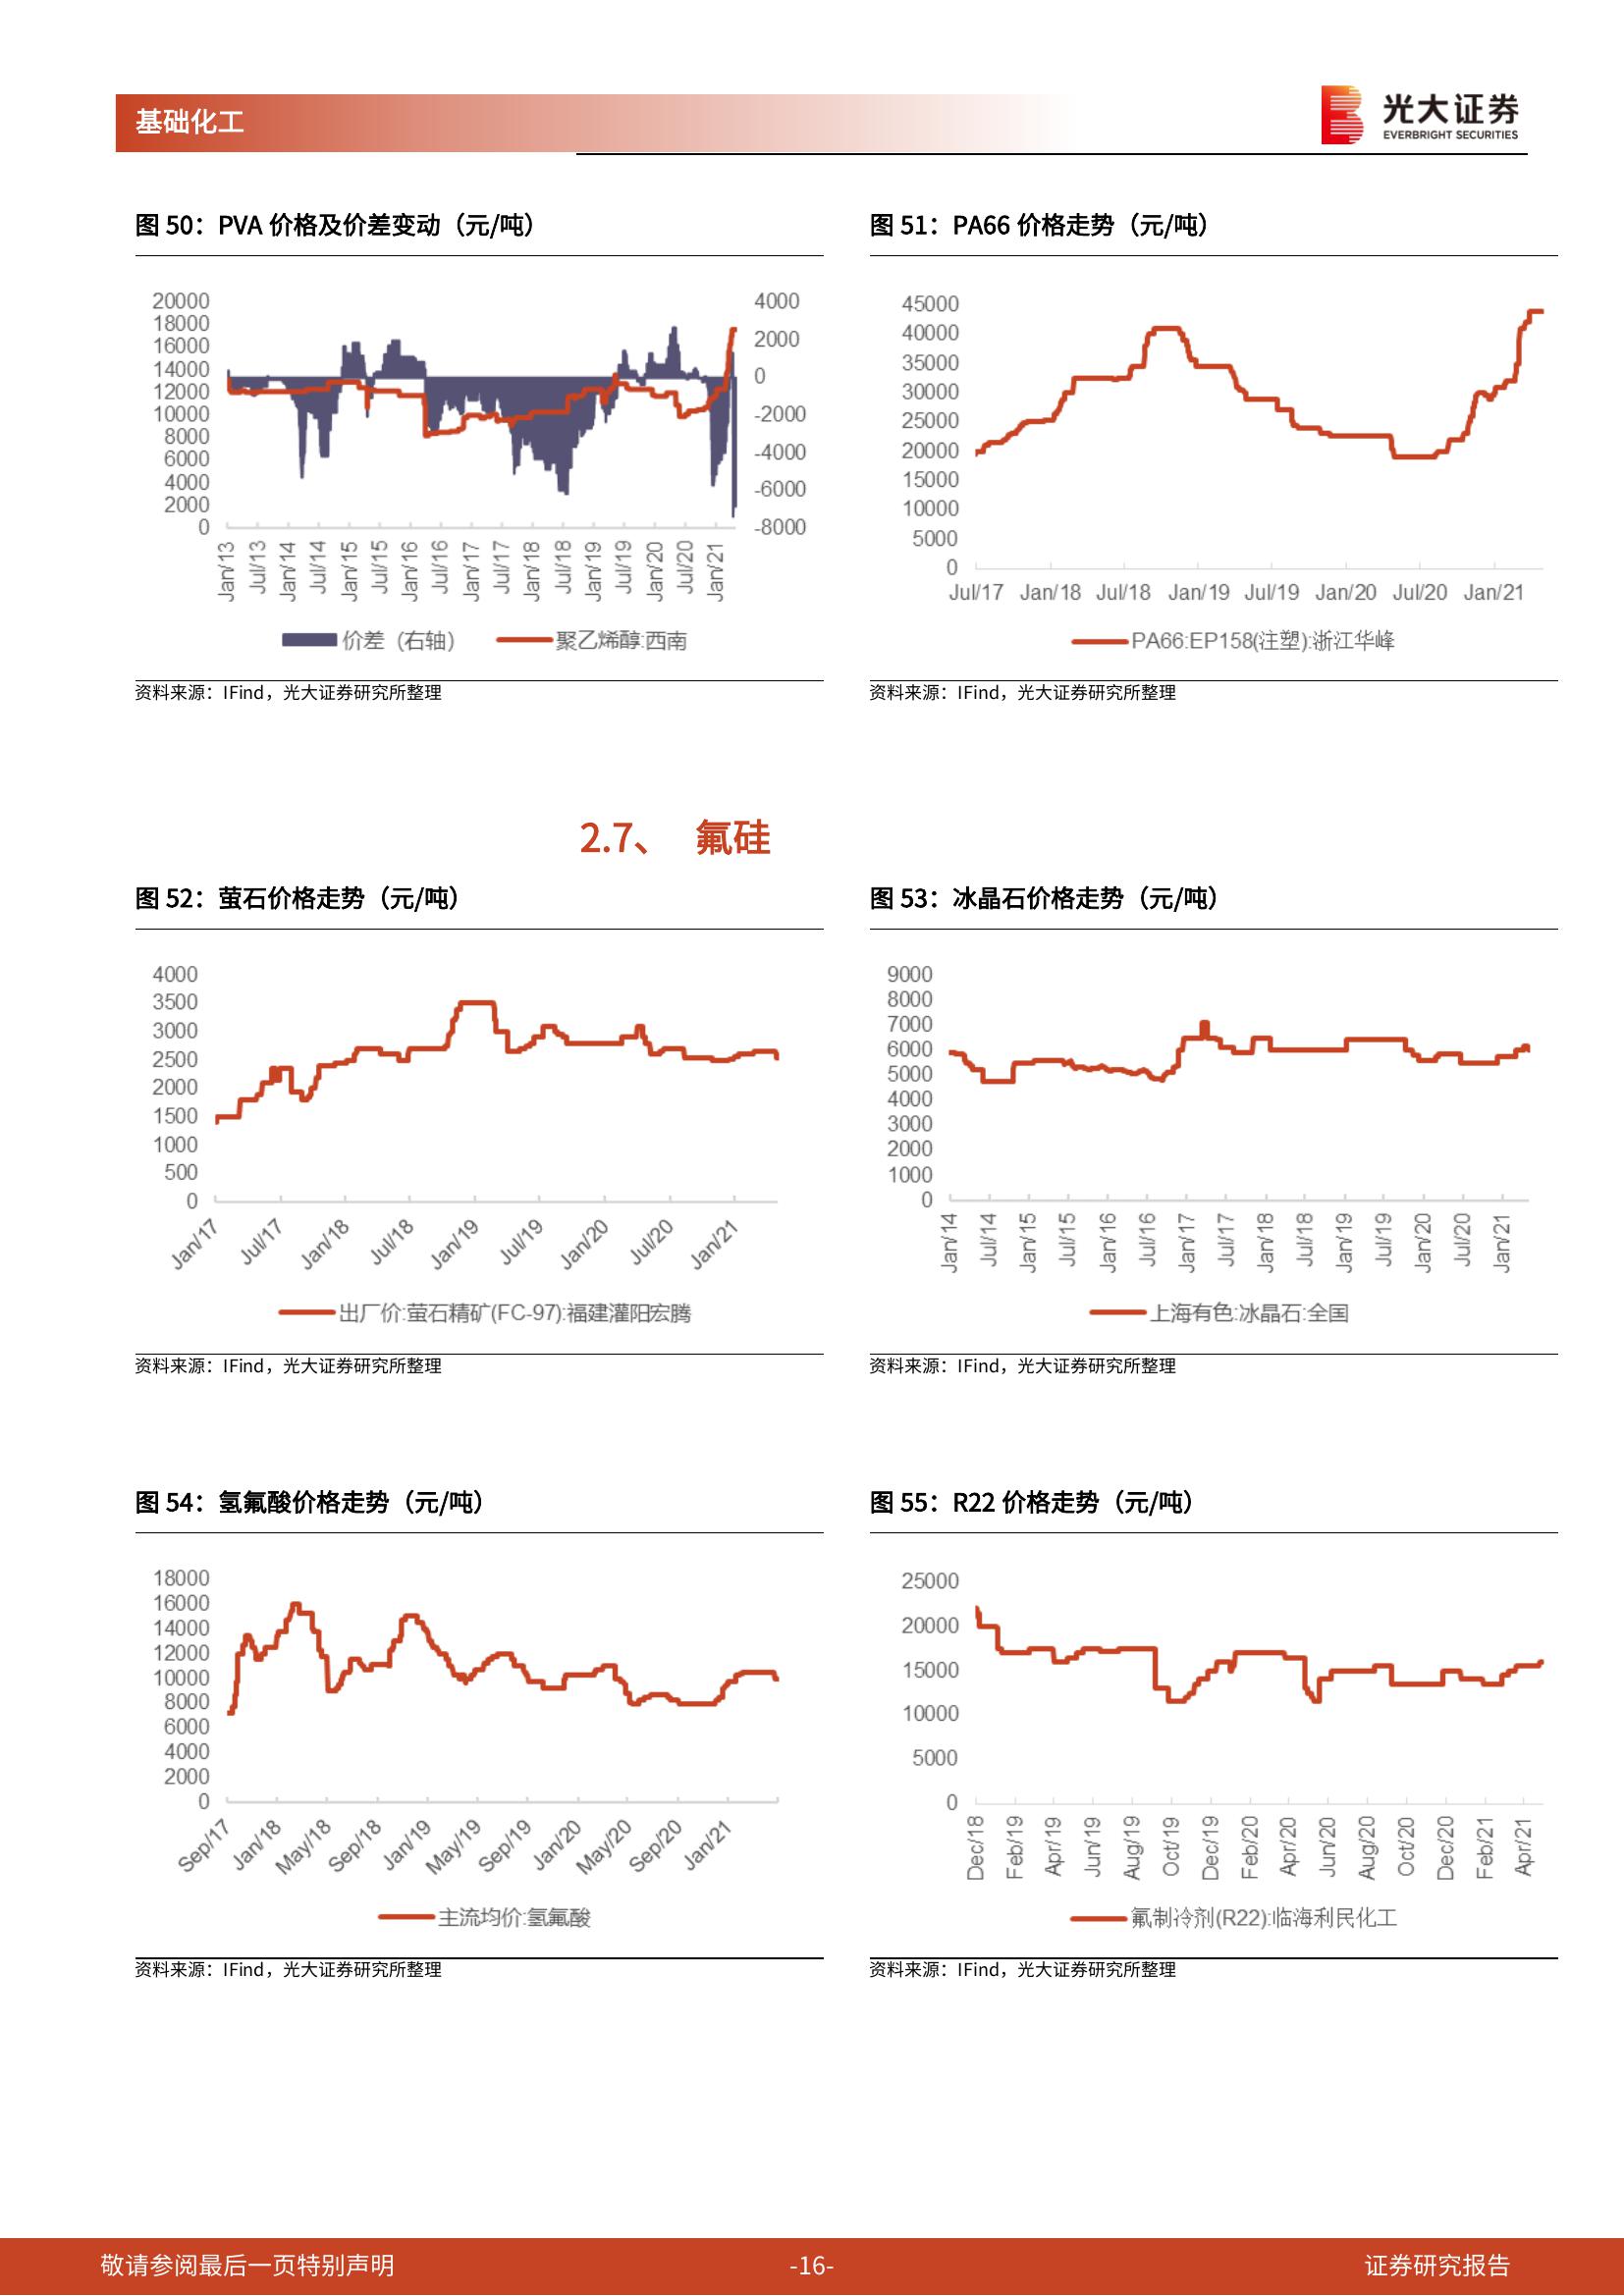 基础化工
光大证券
EVERBRIGHT SECURITIES
图 50：PVA 价格及价差变动（元/吨）
20000
18000
16000
14000
12000
10000
8000
6000
4000
2000
0
4000
2000
0
-2000
-4000
-6000
-8000
Jan/13 Jul/13 Jan/14 Jul/14 Jan/15 Jul/15 Jan/16 Jul/16 Jan/17 Jul/17 Jan/18 Jul/18 Jan/19 Jul/19 Jan/20 Jul/20 Jan/21
价差（右轴） 聚乙烯醇:西南
资料来源：IFind，光大证券研究所整理
图 51：PA66 价格走势（元/吨）
45000
40000
35000
30000
25000
20000
15000
10000
5000
0
Jul/17 Jan/18 Jul/18 Jan/19 Jul/19 Jan/20 Jul/20 Jan/21
PA66:EP158(注塑):浙江华峰
资料来源：IFind，光大证券研究所整理
2.7、 氟硅
图 52：萤石价格走势（元/吨）
4000
3500
3000
2500
2000
1500
1000
500
0
Jan/17 Jul/17 Jan/18 Jul/18 Jan/19 Jul/19 Jan/20 Jul/20 Jan/21
出厂价:萤石精矿(FC-97):福建灌阳宏腾
资料来源：IFind，光大证券研究所整理
图 53：冰晶石价格走势（元/吨）
9000
8000
7000
6000
5000
4000
3000
2000
1000
0
Jan/14 Jul/14 Jan/15 Jul/15 Jan/16 Jul/16 Jan/17 Jul/17 Jan/18 Jul/18 Jan/19 Jul/19 Jan/20 Jul/20 Jan/21
上海有色:冰晶石:全国
资料来源：IFind，光大证券研究所整理
图 54：氢氟酸价格走势（元/吨）
18000
16000
14000
12000
10000
8000
6000
4000
2000
0
Sep/17 Jan/18 May/18 Sep/18 Jan/19 May/19 Sep/19 Jan/20 May/20 Sep/20 Jan/21
主流均价:氢氟酸
资料来源：IFind，光大证券研究所整理
图 55：R22 价格走势（元/吨）
25000
20000
15000
10000
5000
0
Dec/18 Feb/19 Apr/19 Jun/19 Aug/19 Oct/19 Dec/19 Feb/20 Apr/20 Jun/20 Aug/20 Oct/20 Dec/20 Feb/21 Apr/21
氟制冷剂(R22):临海利民化工
资料来源：IFind，光大证券研究所整理
敬请参阅最后一页特别声明
-16-
证券研究报告